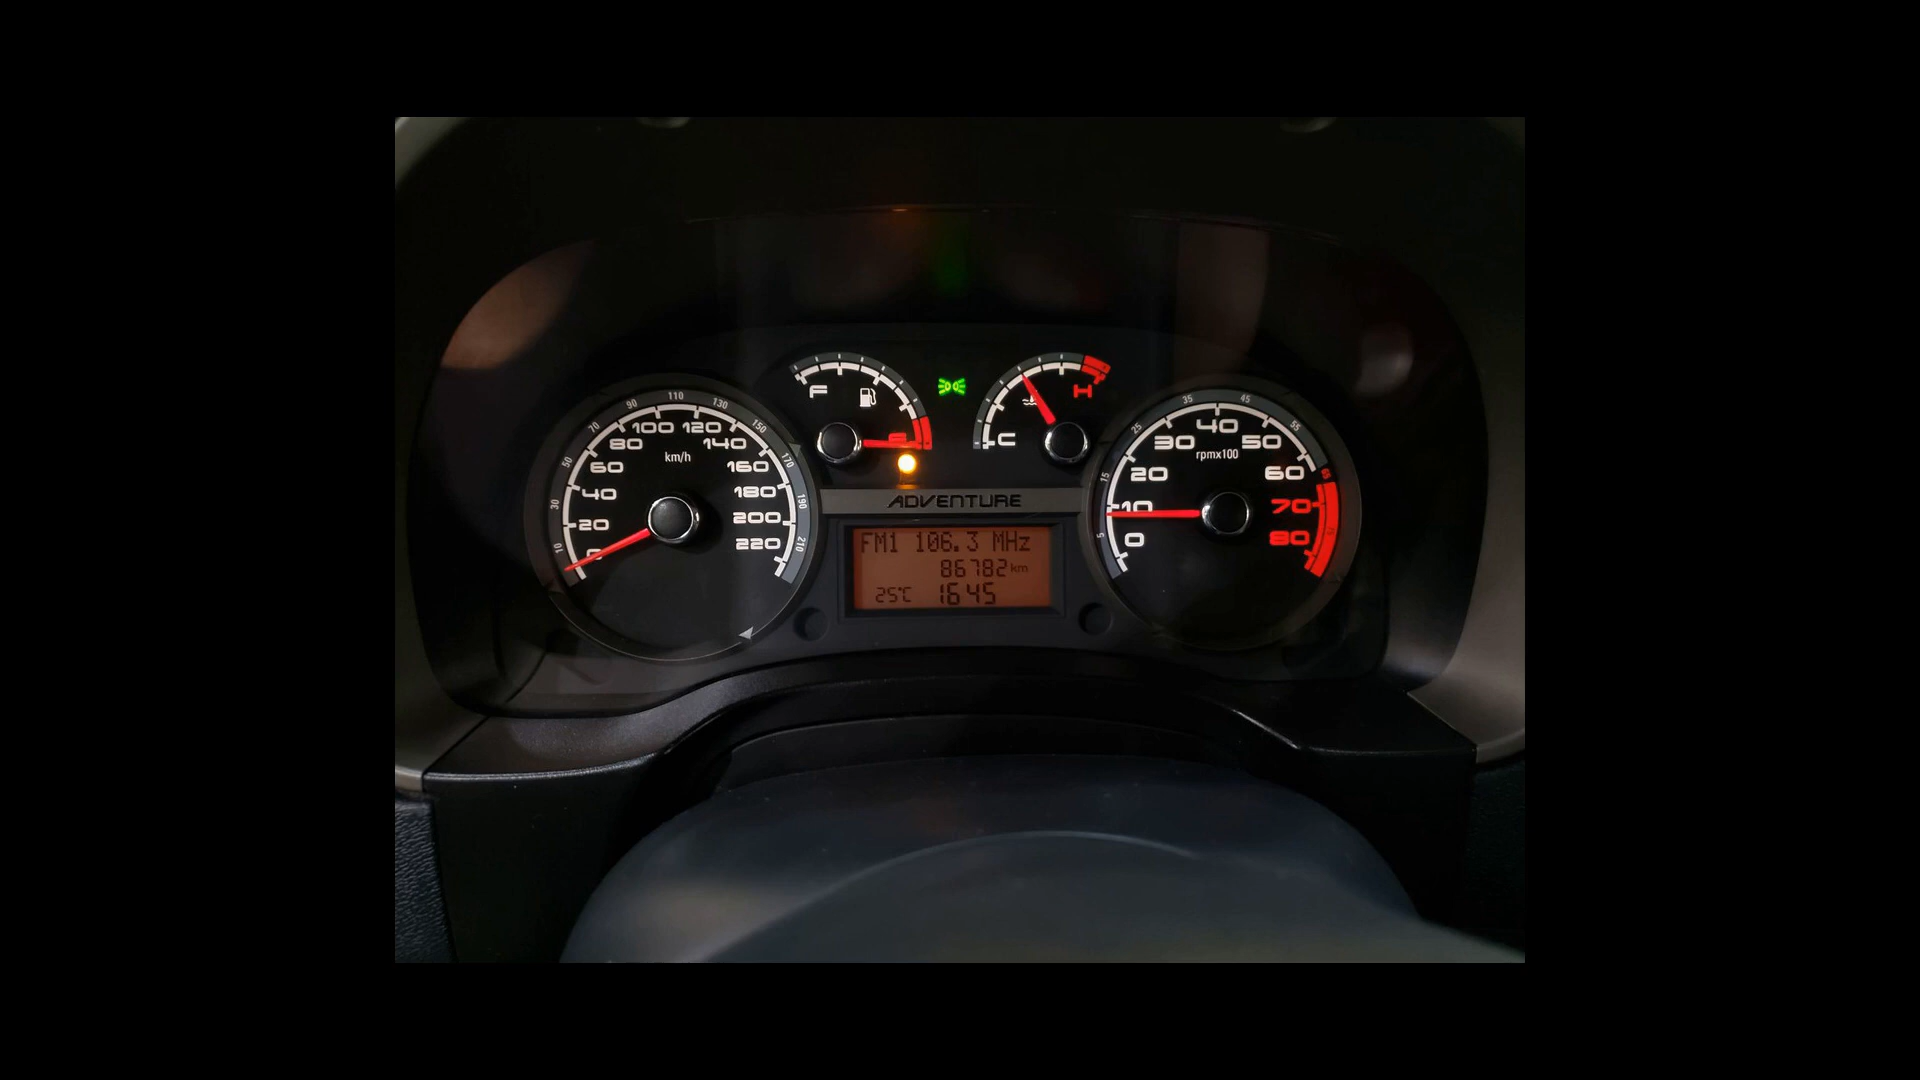 F
E
C
H
10 30 50 70 90 110 130 150 170 190 210
0 20 40 60 80 100 120 140 160 180 200 220
km/h
5 15 25 35 45 55 65
0 10 20 30 40 50 60 70 80
rpmx100
ADVENTURE
FM1 106.3 MHz
86782 km
25°C 1645